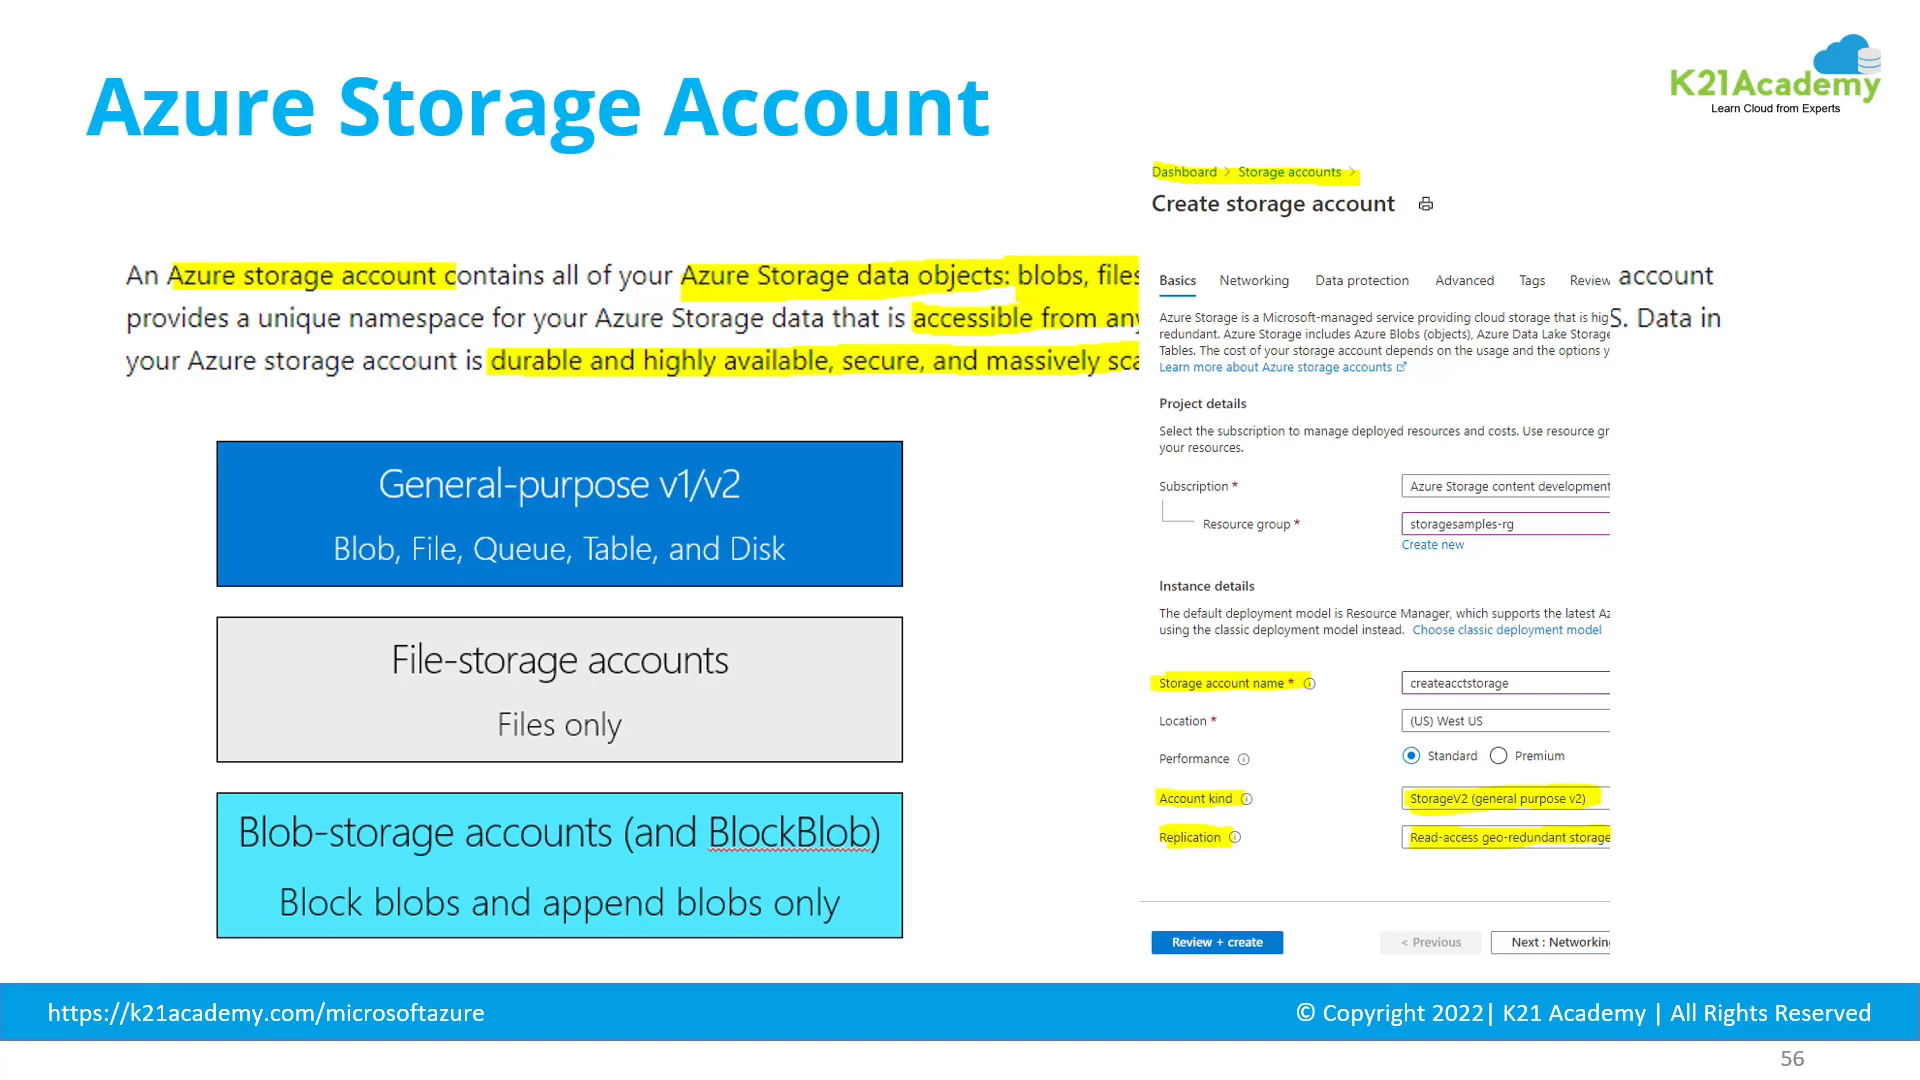 Azure Storage Account
K21Academy
Learn Cloud from Experts
An Azure storage account contains all of your Azure Storage data objects: blobs, files account
provides a unique namespace for your Azure Storage data that is accessible from any S. Data in
your Azure storage account is durable and highly available, secure, and massively sca
General-purpose v1/v2
Blob, File, Queue, Table, and Disk
File-storage accounts
Files only
Blob-storage accounts (and BlockBlob)
Block blobs and append blobs only
Dashboard > Storage accounts >
Create storage account
Basics Networking Data protection Advanced Tags Review
Azure Storage is a Microsoft-managed service providing cloud storage that is hig
redundant. Azure Storage includes Azure Blobs (objects), Azure Data Lake Storage
Tables. The cost of your storage account depends on the usage and the options y
Learn more about Azure storage accounts
Project details
Select the subscription to manage deployed resources and costs. Use resource gr
your resources.
Subscription * Azure Storage content development
Resource group * storagesamples-rg
Create new
Instance details
The default deployment model is Resource Manager, which supports the latest Az
using the classic deployment model instead. Choose classic deployment model
Storage account name * createacctstorage
Location * (US) West US
Performance Standard Premium
Account kind StorageV2 (general purpose v2)
Replication Read-access geo-redundant storage
Review + create < Previous Next : Networking
https://k21academy.com/microsoftazure
© Copyright 2022| K21 Academy | All Rights Reserved
56